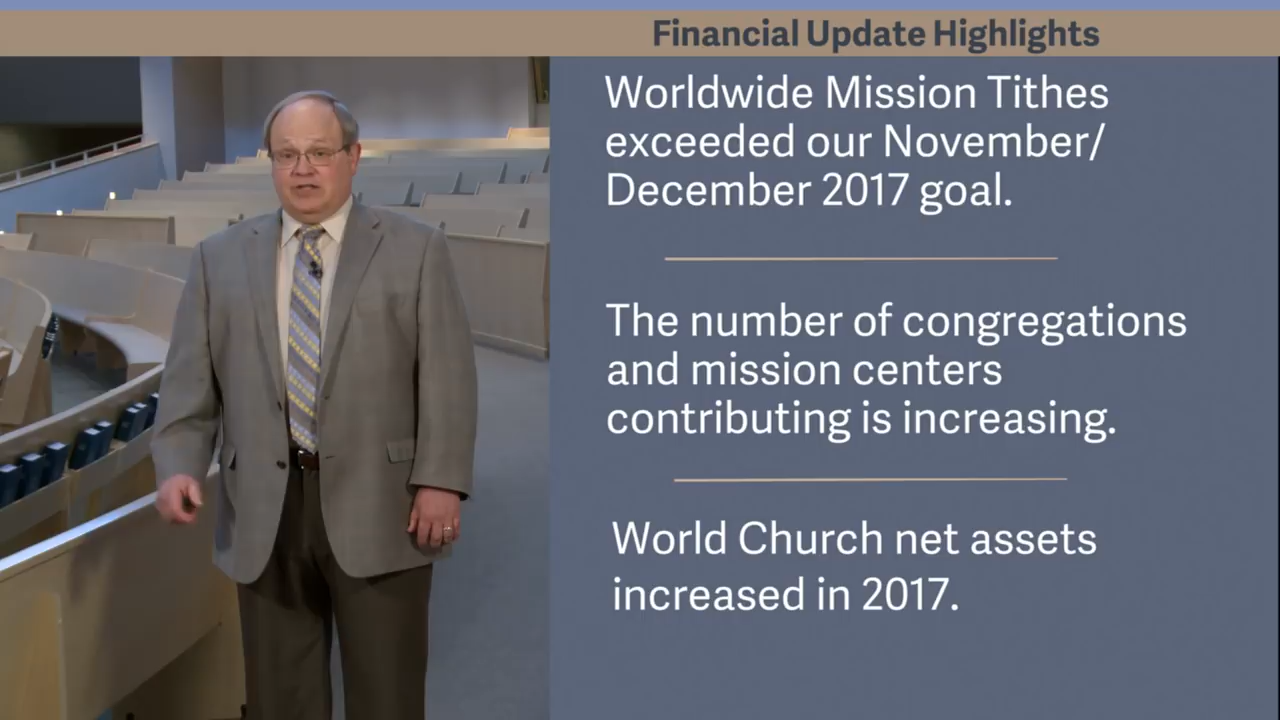 Financial Update Highlights
Worldwide Mission Tithes
exceeded our November/
December 2017 goal.
The number of congregations
and mission centers
contributing is increasing.
World Church net assets
increased in 2017.